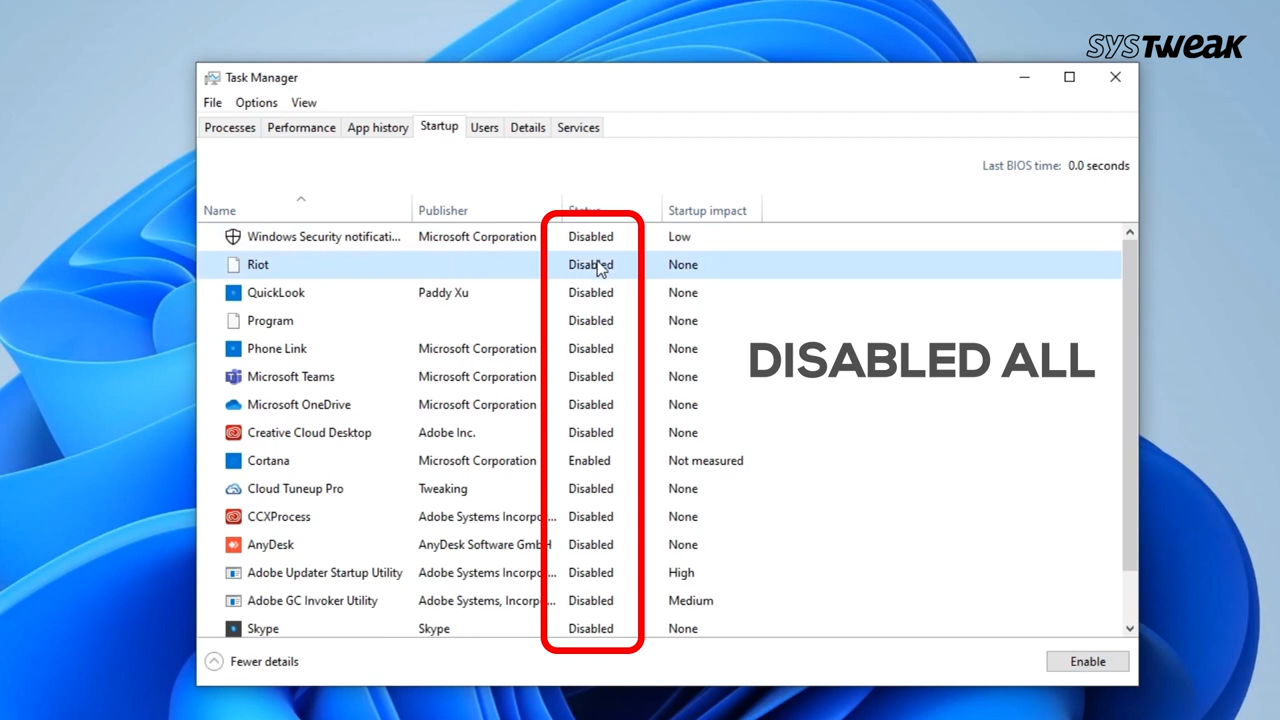 SYSTWEAK
Task Manager
File Options View
Processes Performance App history Startup Users Details Services
Last BIOS time: 0.0 seconds
Name Publisher Status Startup impact
Windows Security notificati... Microsoft Corporation Disabled Low
Riot Disabled None
QuickLook Paddy Xu Disabled None
Program Disabled None
Phone Link Microsoft Corporation Disabled None
Microsoft Teams Microsoft Corporation Disabled None
Microsoft OneDrive Microsoft Corporation Disabled None
Creative Cloud Desktop Adobe Inc. Disabled None
Cortana Microsoft Corporation Enabled Not measured
Cloud Tuneup Pro Tweaking Disabled None
CCXProcess Adobe Systems Incorpor... Disabled None
AnyDesk AnyDesk Software GmbH Disabled None
Adobe Updater Startup Utility Adobe Systems Incorpor... Disabled High
Adobe GC Invoker Utility Adobe Systems, Incorpo... Disabled Medium
Skype Skype Disabled None
DISABLED ALL
Fewer details Enable